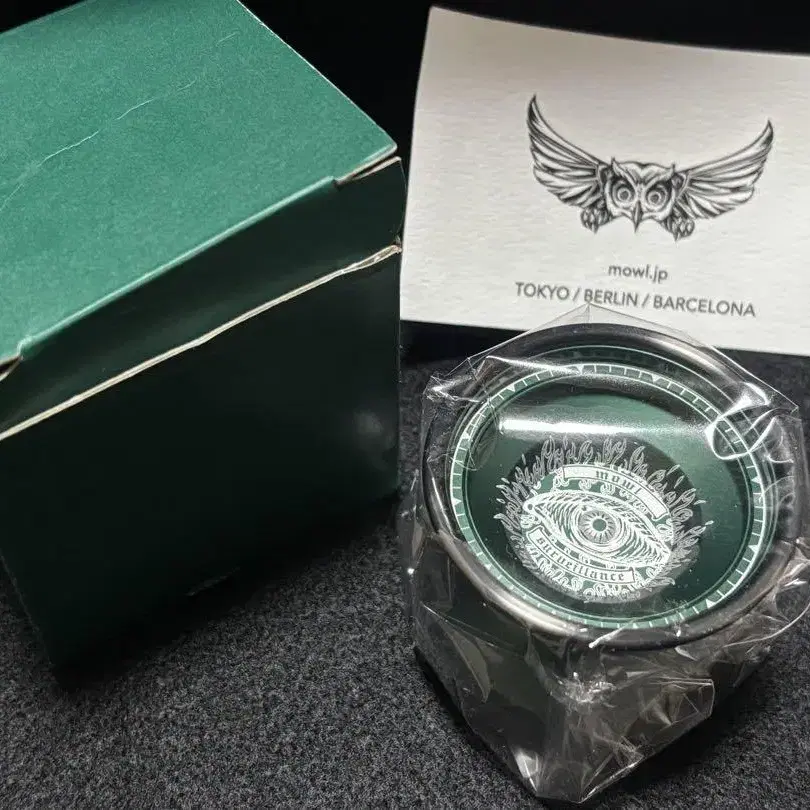 mowl.jp
TOKYO / BERLIN / BARCELONA
mowl
surveillance